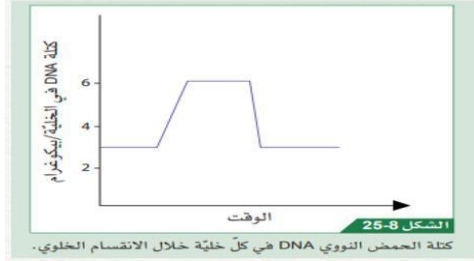 كتلة DNA في الخليّة/بيكوغرام
6
4
2
الوقت
الشكل 8-25
كتلة الحمض النووي DNA في كلّ خليّة خلال الانقسام الخلوي.